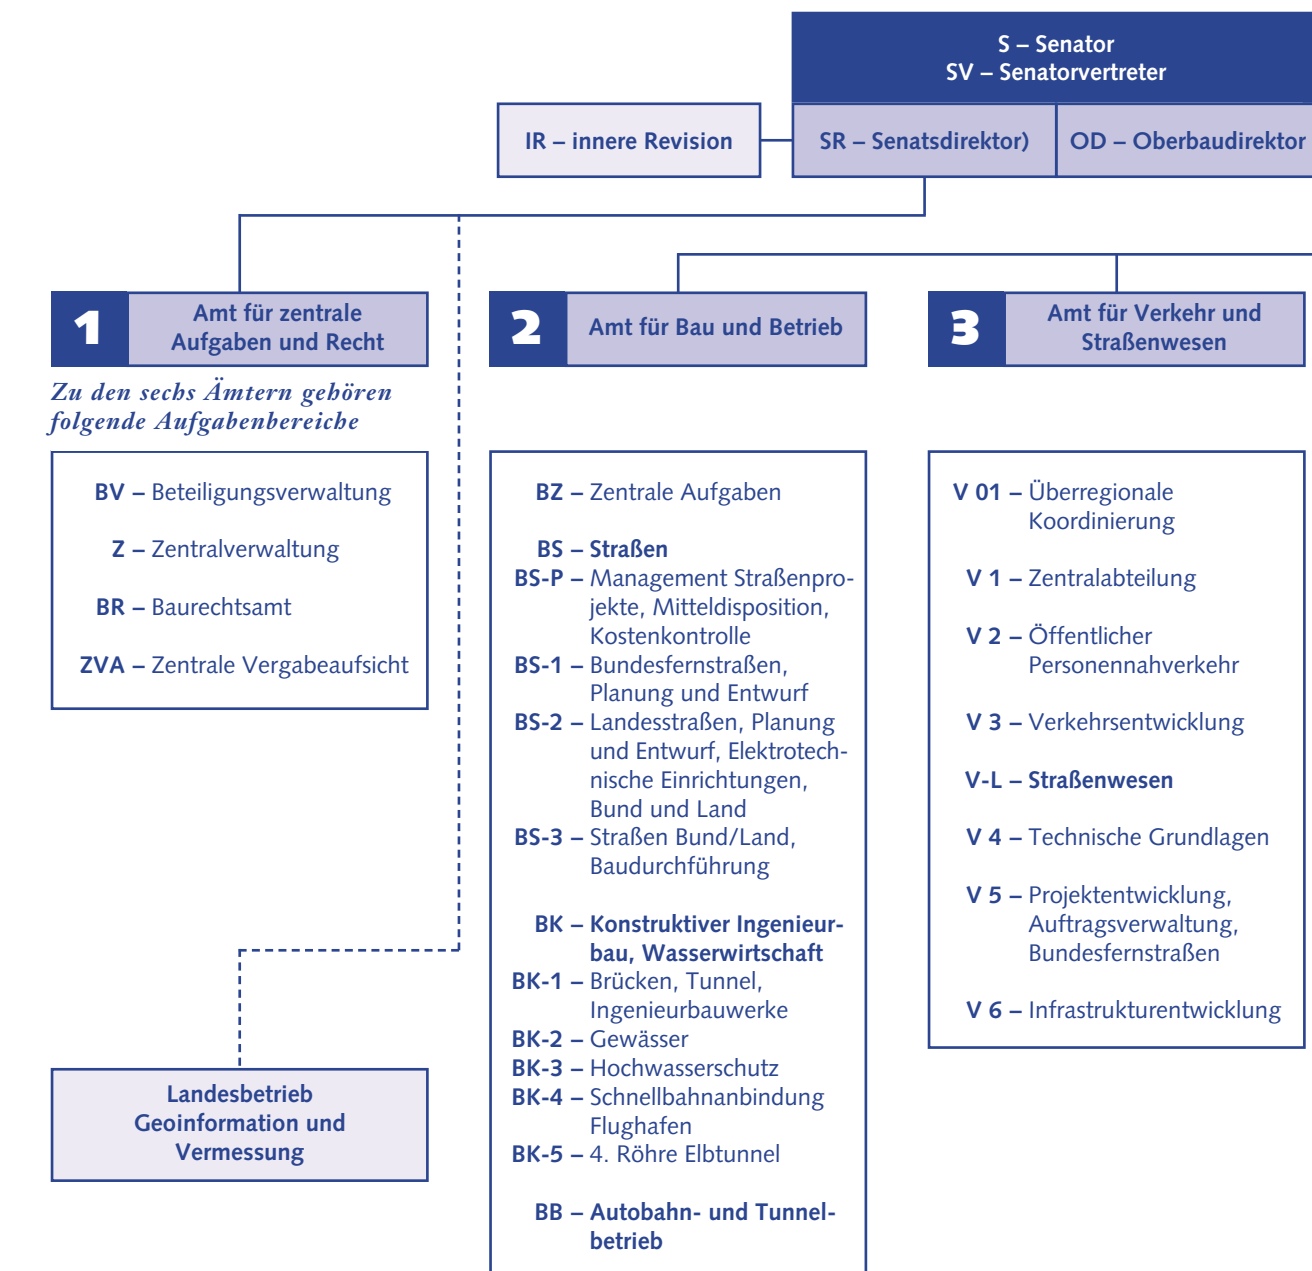 S – Senator
SV – Senatorvertreter
IR – innere Revision
SR – Senatsdirektor)
OD – Oberbaudirektor
1
Amt für zentrale
Aufgaben und Recht
2
Amt für Bau und Betrieb
3
Amt für Verkehr und
Straßenwesen
Zu den sechs Ämtern gehören
folgende Aufgabenbereiche
BV – Beteiligungsverwaltung
Z – Zentralverwaltung
BR – Baurechtsamt
ZVA – Zentrale Vergabeaufsicht
Landesbetrieb
Geoinformation und
Vermessung
BZ – Zentrale Aufgaben
BS – Straßen
BS-P – Management Straßenpro-
jekte, Mitteldisposition,
Kostenkontrolle
BS-1 – Bundesfernstraßen,
Planung und Entwurf
BS-2 – Landesstraßen, Planung
und Entwurf, Elektrotech-
nische Einrichtungen,
Bund und Land
BS-3 – Straßen Bund/Land,
Baudurchführung
BK – Konstruktiver Ingenieur-
bau, Wasserwirtschaft
BK-1 – Brücken, Tunnel,
Ingenieurbauwerke
BK-2 – Gewässer
BK-3 – Hochwasserschutz
BK-4 – Schnellbahnanbindung
Flughafen
BK-5 – 4. Röhre Elbtunnel
BB – Autobahn- und Tunnel-
betrieb
V 01 – Überregionale
Koordinierung
V 1 – Zentralabteilung
V 2 – Öffentlicher
Personennahverkehr
V 3 – Verkehrsentwicklung
V-L – Straßenwesen
V 4 – Technische Grundlagen
V 5 – Projektentwicklung,
Auftragsverwaltung,
Bundesfernstraßen
V 6 – Infrastrukturentwicklung